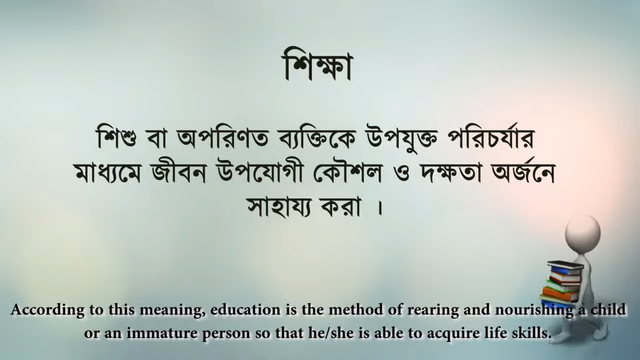 শিক্ষা
শিশু বা অপরিণত ব্যক্তিকে উপযুক্ত পরিচর্যার
মাধ্যমে জীবন উপযোগী কৌশল ও দক্ষতা অর্জনে
সাহায্য করা ।
According to this meaning, education is the method of rearing and nourishing a child
or an immature person so that he/she is able to acquire life skills.